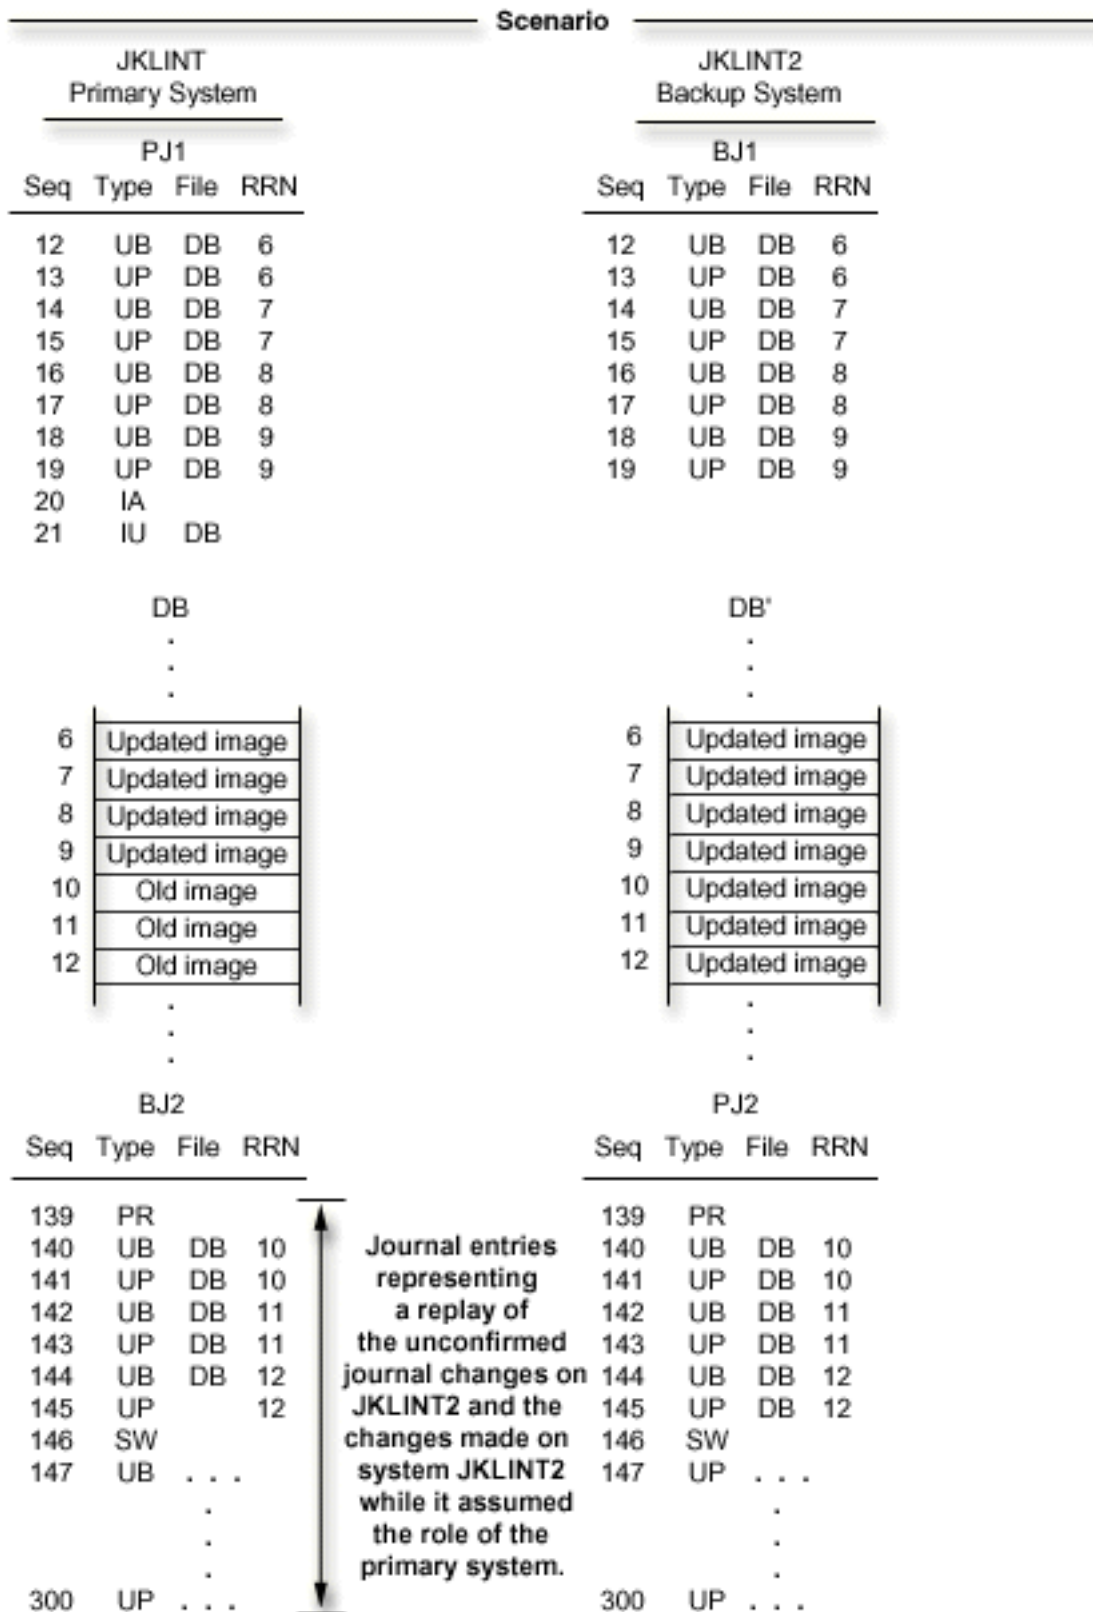 Scenario
JKLINT JKLINT2
Primary System Backup System
PJ1 BJ1
Seq Type File RRN Seq Type File RRN
12 UB DB 6 12 UB DB 6
13 UP DB 6 13 UP DB 6
14 UB DB 7 14 UB DB 7
15 UP DB 7 15 UP DB 7
16 UB DB 8 16 UB DB 8
17 UP DB 8 17 UP DB 8
18 UB DB 9 18 UB DB 9
19 UP DB 9 19 UP DB 9
20 IA
21 IU DB
DB DB'
.
.
.
6 Updated image 6 Updated image
7 Updated image 7 Updated image
8 Updated image 8 Updated image
9 Updated image 9 Updated image
10 Old image 10 Updated image
11 Old image 11 Updated image
12 Old image 12 Updated image
.
.
.
BJ2 PJ2
Seq Type File RRN Seq Type File RRN
139 PR 139 PR
140 UB DB 10 Journal entries 140 UB DB 10
141 UP DB 10 representing 141 UP DB 10
142 UB DB 11 a replay of 142 UB DB 11
143 UP DB 11 the unconfirmed 143 UP DB 11
144 UB DB 12 journal changes on 144 UB DB 12
145 UP 12 JKLINT2 and the 145 UP DB 12
146 SW changes made on 146 SW
147 UB . . . system JKLINT2 147 UP . . .
. while it assumed .
. the role of the .
. primary system. .
300 UP . . . 300 UP . . .